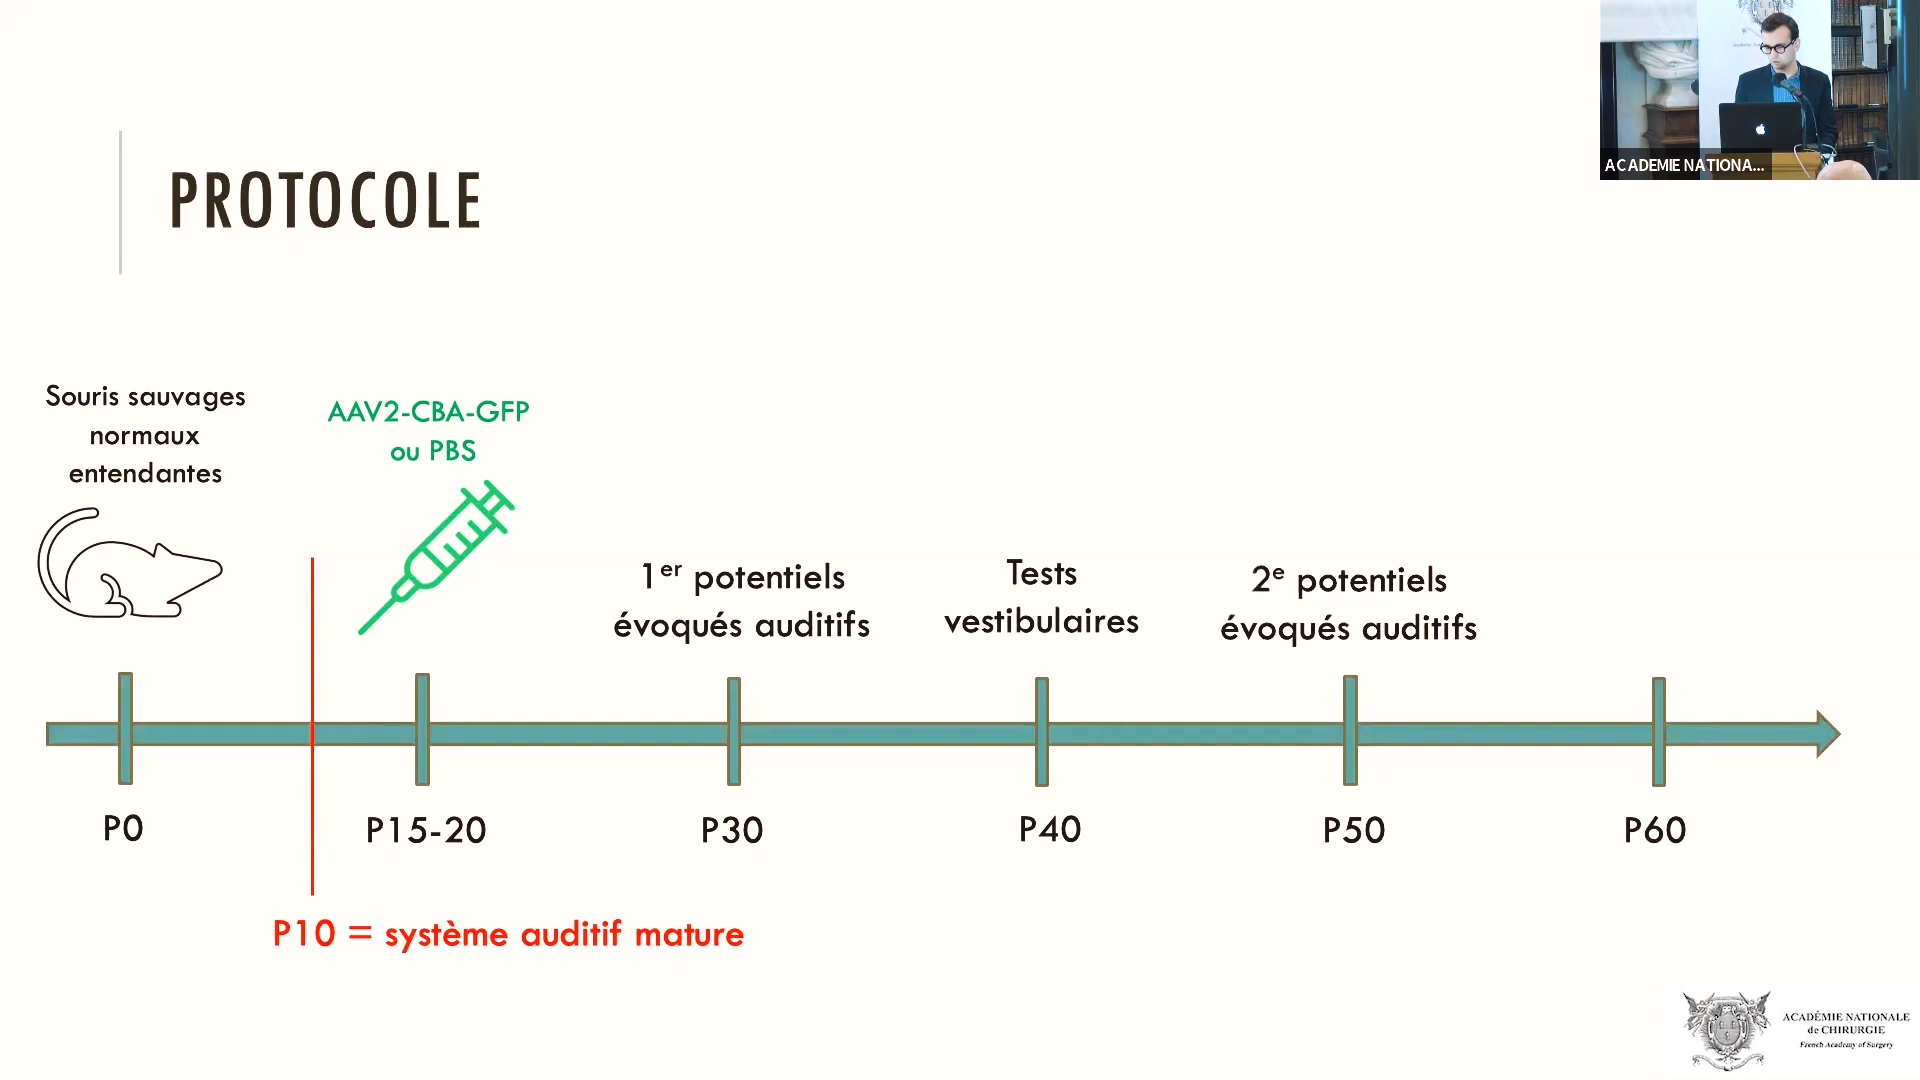 ACADEMIE NATIONA...
PROTOCOLE
Souris sauvages
normaux
entendantes
AAV2-CBA-GFP
ou PBS
1er potentiels
évoqués auditifs
Tests
vestibulaires
2e potentiels
évoqués auditifs
P0
P15-20
P30
P40
P50
P60
P10 = système auditif mature
ACADÉMIE NATIONALE
de CHIRURGIE
French Academy of Surgery